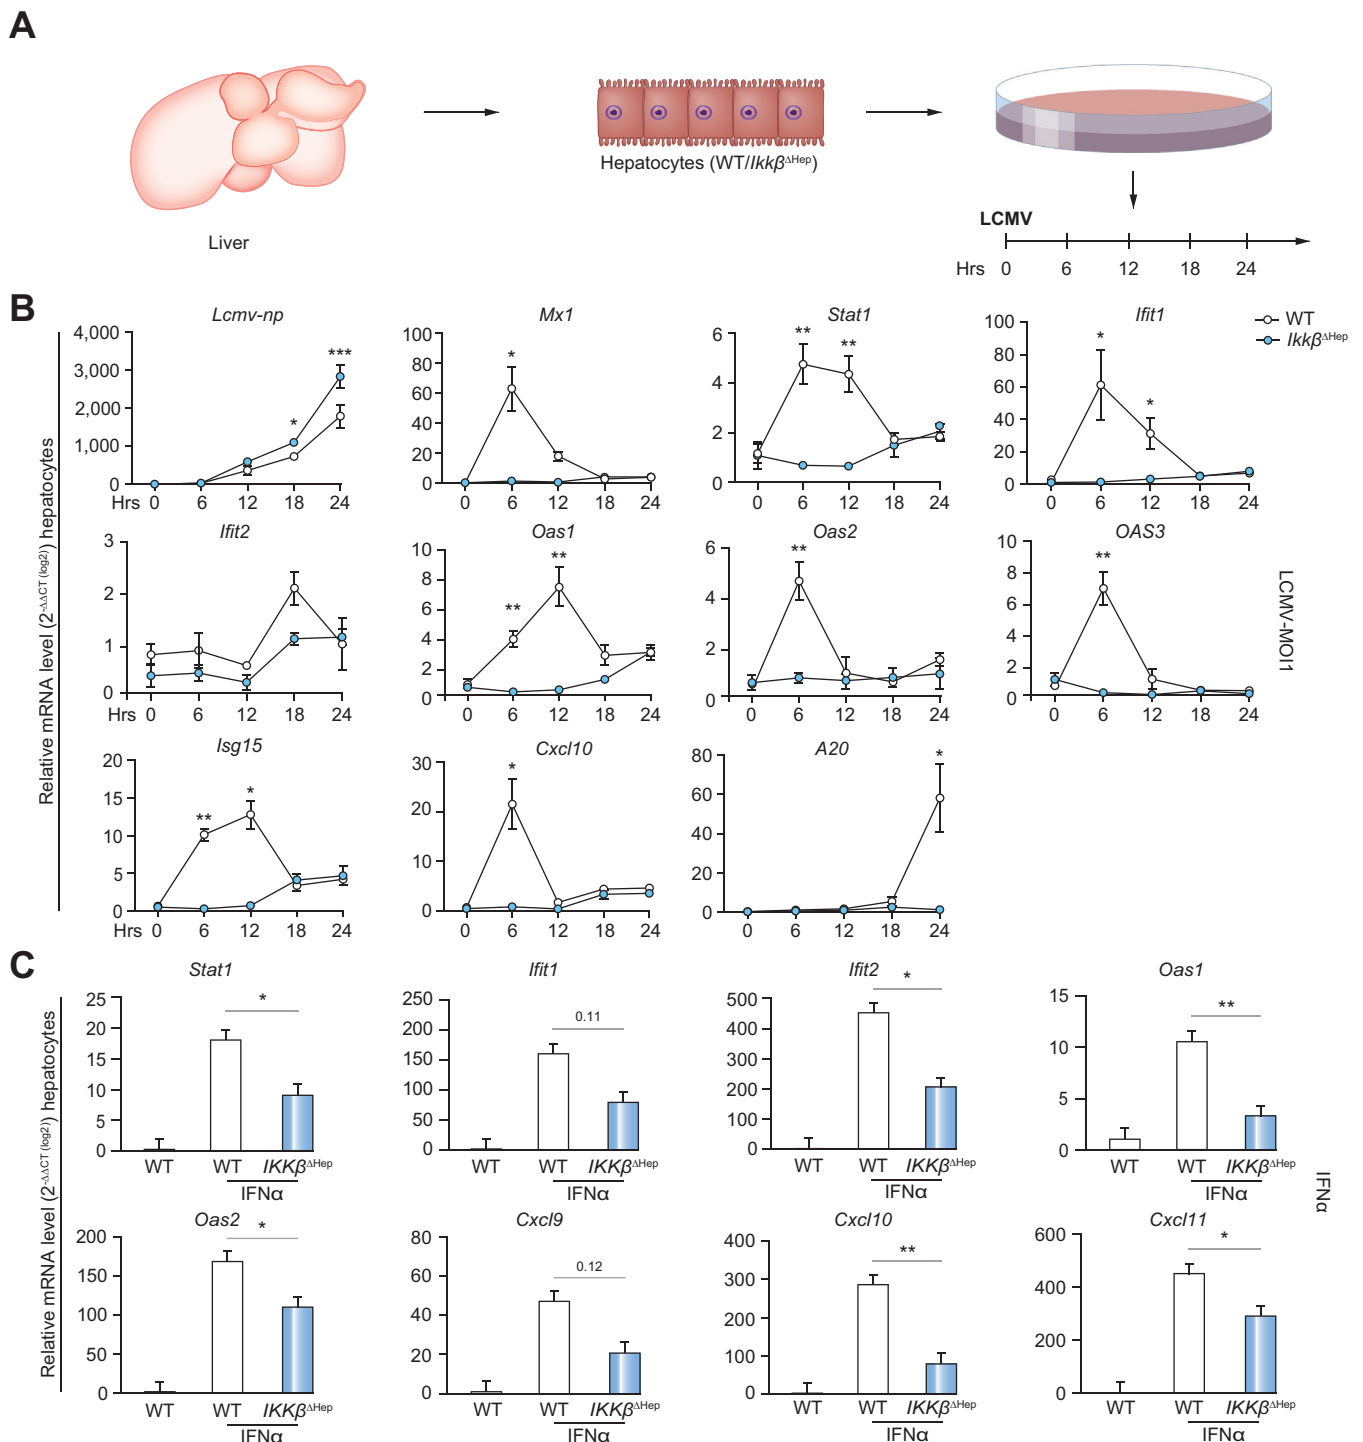 A
Liver
Hepatocytes (WT/Ikkβ^ΔHep)
LCMV
Hrs 0 6 12 18 24
B
Relative mRNA level (2^-ΔΔCT (log2)) hepatocytes
Lcmv-np
4,000
3,000
2,000
1,000
0
* ***
Hrs 0 6 12 18 24
Mx1
100
80
60
40
20
0
*
0 6 12 18 24
Stat1
6
4
2
0
** **
0 6 12 18 24
Ifit1
100
80
60
40
20
0
* *
0 6 12 18 24
WT
Ikkβ^ΔHep
Ifit2
3
2
1
0
Hrs 0 6 12 18 24
Oas1
10
8
6
4
2
0
** **
0 6 12 18 24
Oas2
6
4
2
0
**
0 6 12 18 24
OAS3
10
8
6
4
2
0
**
0 6 12 18 24
LCMV-MOI1
Isg15
20
15
10
5
0
** *
Hrs 0 6 12 18 24
Cxcl10
30
20
10
0
*
0 6 12 18 24
A20
80
60
40
20
0
*
0 6 12 18 24
C
Relative mRNA level (2^-ΔΔCT (log2)) hepatocytes
Stat1
25
20
15
10
5
0
*
WT WT IKKβ^ΔHep
IFNα
Ifit1
250
200
150
100
50
0
0.11
WT WT IKKβ^ΔHep
IFNα
Ifit2
500
400
300
200
100
0
*
WT WT IKKβ^ΔHep
IFNα
Oas1
15
10
5
0
**
WT WT IKKβ^ΔHep
IFNα
IFNα
Oas2
200
150
100
50
0
*
WT WT IKKβ^ΔHep
IFNα
Cxcl9
80
60
40
20
0
0.12
WT WT IKKβ^ΔHep
IFNα
Cxcl10
400
300
200
100
0
**
WT WT IKKβ^ΔHep
IFNα
Cxcl11
600
400
200
0
*
WT WT IKKβ^ΔHep
IFNα